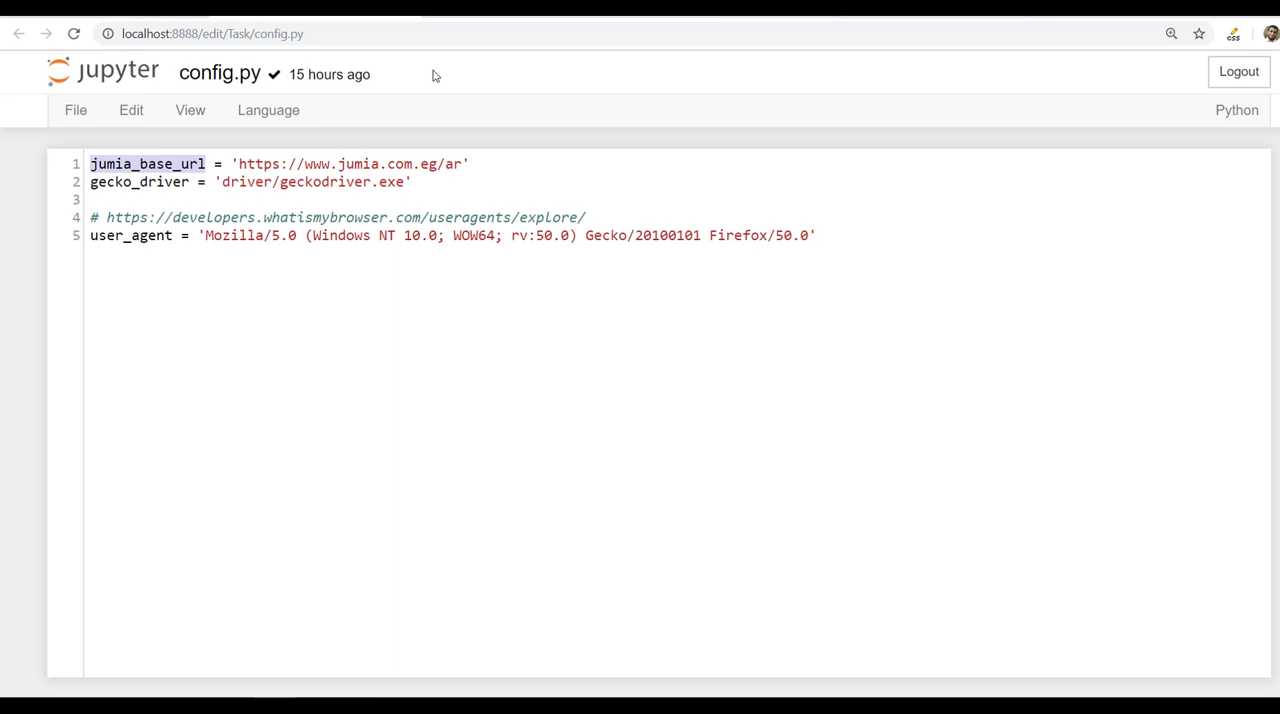 localhost:8888/edit/Task/config.py
css
jupyter config.py ✔ 15 hours ago
Logout
File Edit View Language
Python
1 jumia_base_url = 'https://www.jumia.com.eg/ar'
2 gecko_driver = 'driver/geckodriver.exe'
3
4 # https://developers.whatismybrowser.com/useragents/explore/
5 user_agent = 'Mozilla/5.0 (Windows NT 10.0; WOW64; rv:50.0) Gecko/20100101 Firefox/50.0'